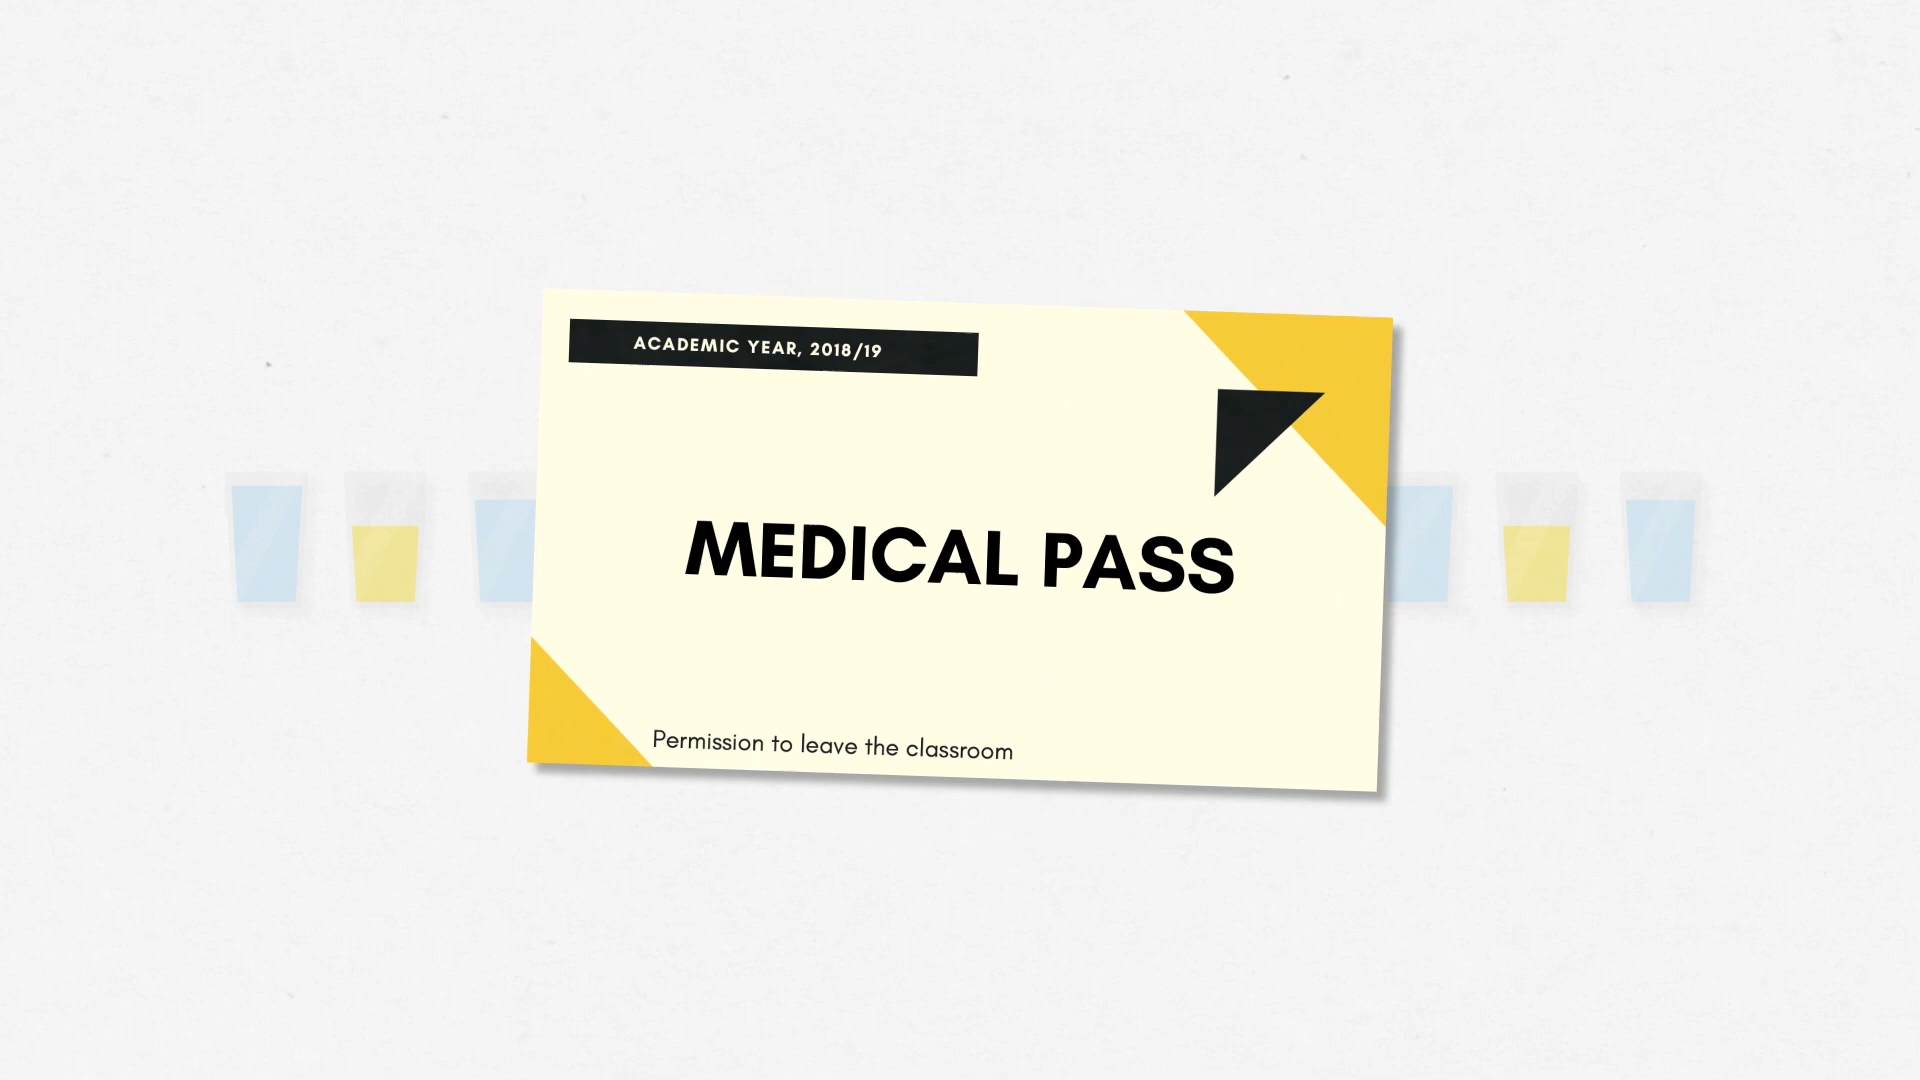 ACADEMIC YEAR, 2018/19
MEDICAL PASS
Permission to leave the classroom